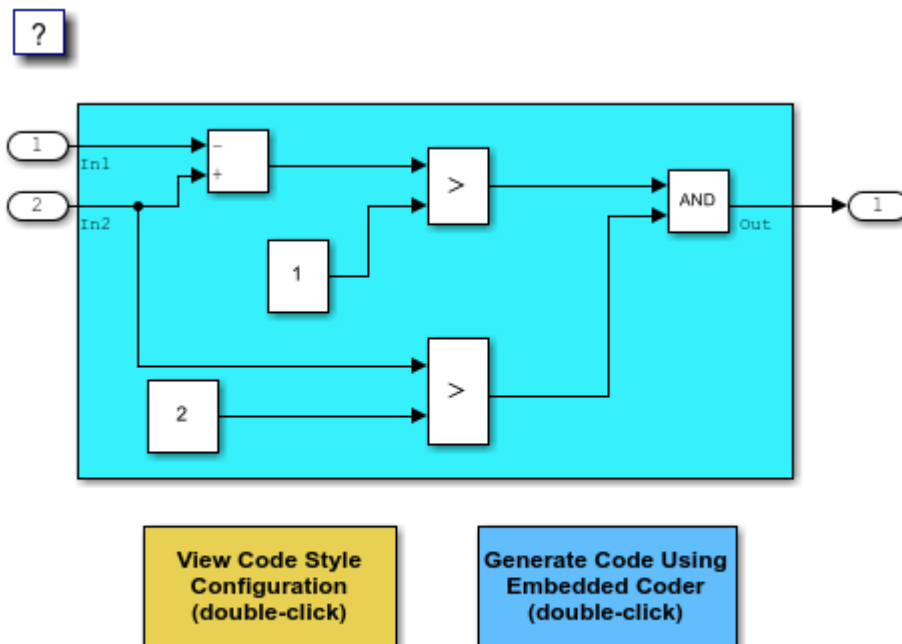 ?
1
In1
2
In2
−
+
>
1
AND
Out
1
>
2
View Code Style
Configuration
(double-click)
Generate Code Using
Embedded Coder
(double-click)